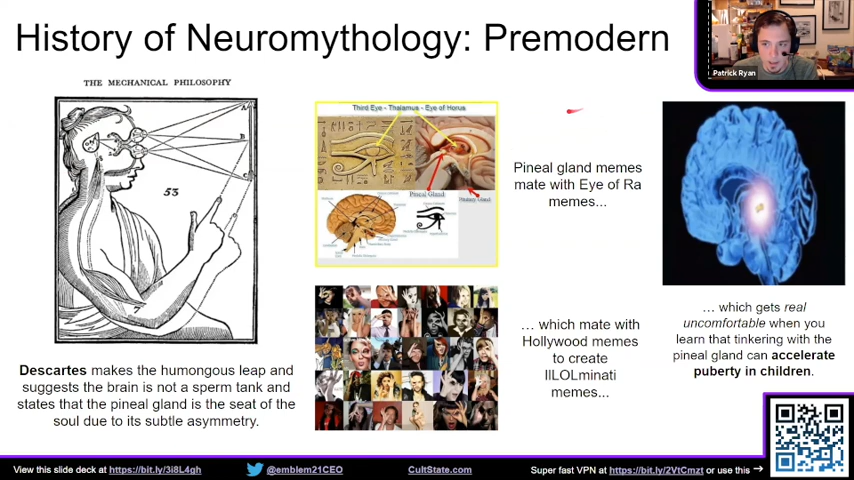 History of Neuromythology: Premodern
Patrick Ryan
THE MECHANICAL PHILOSOPHY
53
Descartes makes the humongous leap and
suggests the brain is not a sperm tank and
states that the pineal gland is the seat of the
soul due to its subtle asymmetry.
Third Eye - Thalamus - Eye of Horus
Pineal Gland
Pituitary Gland
Pineal gland memes
mate with Eye of Ra
memes...
… which mate with
Hollywood memes
to create
IlLOLminati
memes...
… which gets real
uncomfortable when you
learn that tinkering with the
pineal gland can accelerate
puberty in children.
View this slide deck at https://bit.ly/3i8L4gh
@emblem21CEO
CultState.com
Super fast VPN at https://bit.ly/2VtCmzt or use this →